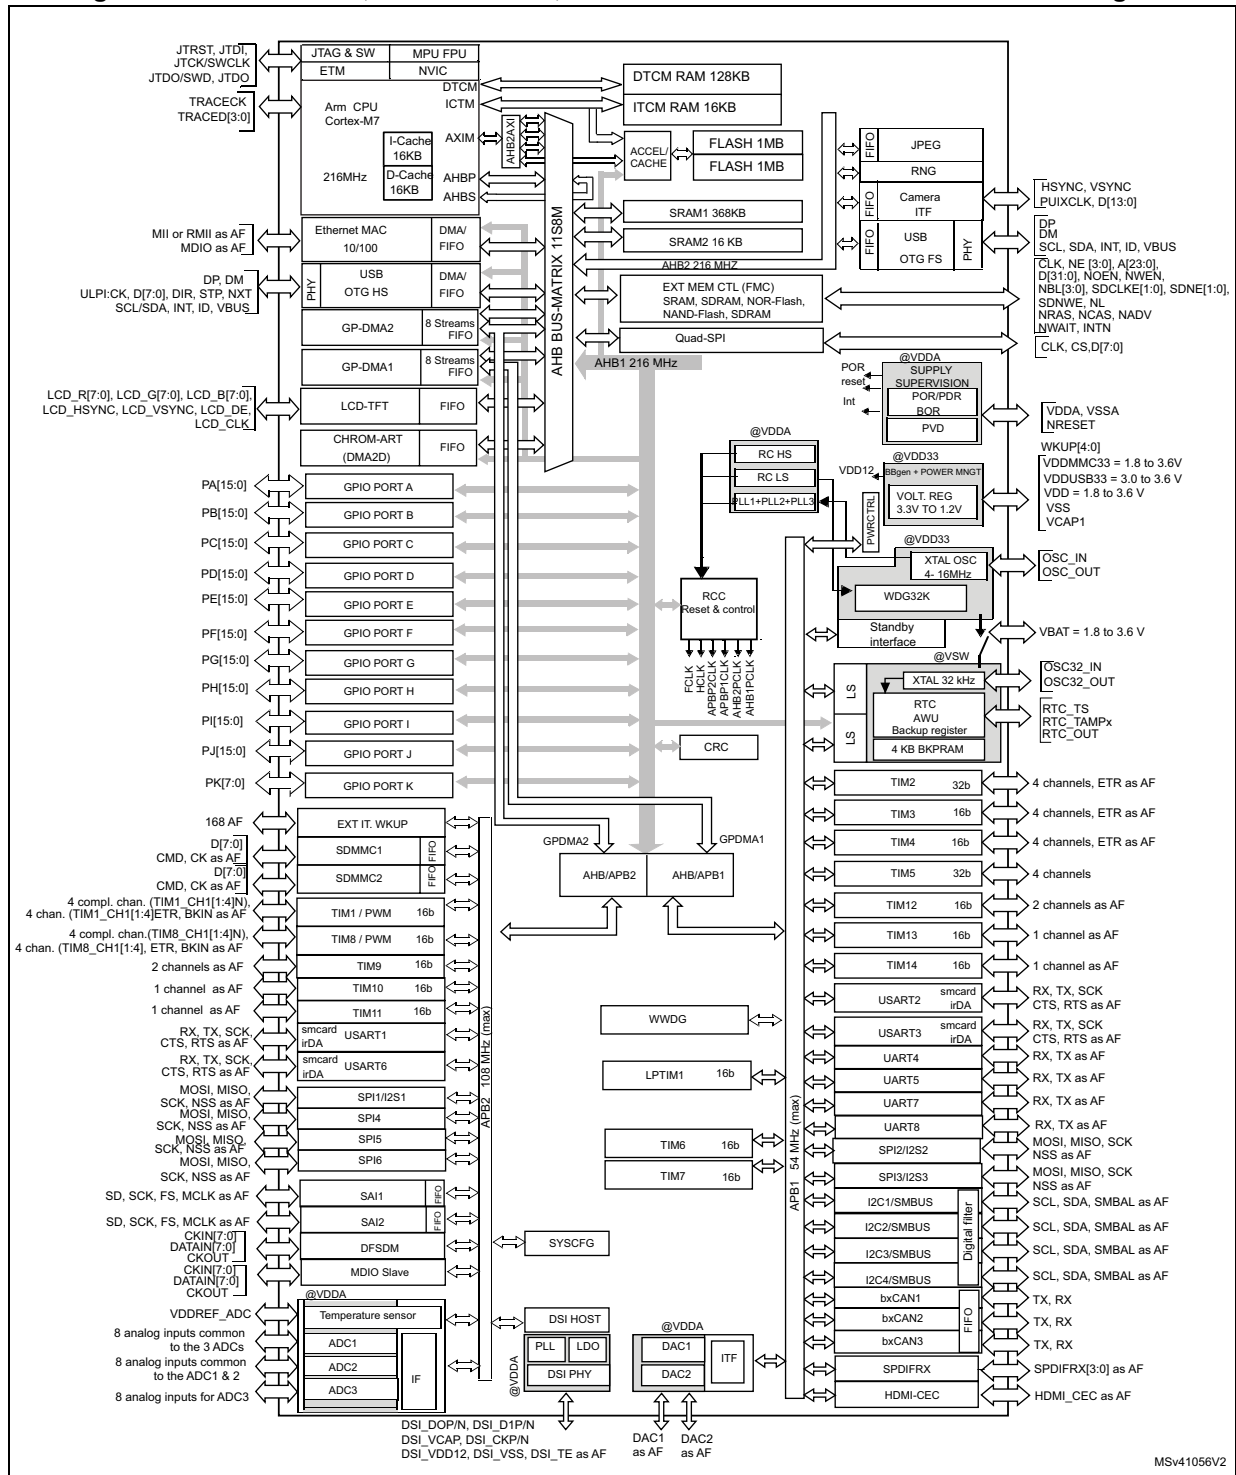 JTRST, JTDI,
JTCK/SWCLK
JTDO/SWD, JTDO
TRACECK
TRACED[3:0]
JTAG & SW
MPU FPU
ETM
NVIC
DTCM
ICTM
Arm CPU
Cortex-M7
AXIM
I-Cache
16KB
D-Cache
16KB
216MHz
AHBP
AHBS
AHB2AXI
AHB BUS-MATRIX 11S8M
DTCM RAM 128KB
ITCM RAM 16KB
ACCEL/
CACHE
FLASH 1MB
FLASH 1MB
SRAM1 368KB
SRAM2 16 KB
AHB2 216 MHZ
EXT MEM CTL (FMC)
SRAM, SDRAM, NOR-Flash,
NAND-Flash, SDRAM
Quad-SPI
AHB1 216 MHz
FIFO
JPEG
RNG
FIFO
Camera
ITF
FIFO
USB
OTG FS
PHY
HSYNC, VSYNC
PUIXCLK, D[13:0]
DP
DM
SCL, SDA, INT, ID, VBUS
CLK, NE [3:0], A[23:0],
D[31:0], NOEN, NWEN,
NBL[3:0], SDCLKE[1:0], SDNE[1:0],
SDNWE, NL
NRAS, NCAS, NADV
NWAIT, INTN
CLK, CS,D[7:0]
MII or RMII as AF
MDIO as AF
Ethernet MAC
10/100
DMA/
FIFO
DP, DM
ULPI:CK, D[7:0], DIR, STP, NXT
SCL/SDA, INT, ID, VBUS
PHY
USB
OTG HS
DMA/
FIFO
GP-DMA2
8 Streams
FIFO
GP-DMA1
8 Streams
FIFO
LCD_R[7:0], LCD_G[7:0], LCD_B[7:0],
LCD_HSYNC, LCD_VSYNC, LCD_DE,
LCD_CLK
LCD-TFT
FIFO
CHROM-ART
(DMA2D)
FIFO
@VDDA
POR
reset
Int
SUPPLY
SUPERVISION
POR/PDR
BOR
PVD
VDDA, VSSA
NRESET
WKUP[4:0]
@VDDA
RC HS
RC LS
PLL1+PLL2+PLL3
@VDD33
VDD12
BBgen + POWER MNGT
VOLT. REG
3.3V TO 1.2V
PWRCTRL
VDDMMC33 = 1.8 to 3.6V
VDDUSB33 = 3.0 to 3.6 V
VDD = 1.8 to 3.6 V
VSS
VCAP1
@VDD33
XTAL OSC
4- 16MHz
WDG32K
OSC_IN
OSC_OUT
Standby
interface
VBAT = 1.8 to 3.6 V
@VSW
LS
LS
XTAL 32 kHz
RTC
AWU
Backup register
4 KB BKPRAM
OSC32_IN
OSC32_OUT
RTC_TS
RTC_TAMPx
RTC_OUT
RCC
Reset & control
FCLK
HCLK
APBP2CLK
APBP1CLK
AHB2PCLK
AHB1PCLK
CRC
PA[15:0]
GPIO PORT A
PB[15:0]
GPIO PORT B
PC[15:0]
GPIO PORT C
PD[15:0]
GPIO PORT D
PE[15:0]
GPIO PORT E
PF[15:0]
GPIO PORT F
PG[15:0]
GPIO PORT G
PH[15:0]
GPIO PORT H
PI[15:0]
GPIO PORT I
PJ[15:0]
GPIO PORT J
PK[7:0]
GPIO PORT K
168 AF
EXT IT. WKUP
D[7:0]
CMD, CK as AF
SDMMC1
FIFO
D[7:0]
CMD, CK as AF
SDMMC2
FIFO
4 compl. chan. (TIM1_CH1[1:4]N),
4 chan. (TIM1_CH1[1:4]ETR, BKIN as AF
TIM1 / PWM
16b
4 compl. chan.(TIM8_CH1[1:4]N),
4 chan. (TIM8_CH1[1:4], ETR, BKIN as AF
TIM8 / PWM
16b
2 channels as AF
TIM9
16b
1 channel as AF
TIM10
16b
1 channel as AF
TIM11
16b
RX, TX, SCK,
CTS, RTS as AF
smcard
irDA
USART1
RX, TX, SCK,
CTS, RTS as AF
smcard
irDA
USART6
MOSI, MISO,
SCK, NSS as AF
SPI1/I2S1
MOSI, MISO,
SCK, NSS as AF
SPI4
MOSI, MISO,
SCK, NSS as AF
SPI5
MOSI, MISO,
SCK, NSS as AF
SPI6
SD, SCK, FS, MCLK as AF
SAI1
FIFO
SD, SCK, FS, MCLK as AF
SAI2
FIFO
CKIN[7:0]
DATAIN[7:0]
CKOUT
DFSDM
CKIN[7:0]
DATAIN[7:0]
CKOUT
MDIO Slave
@VDDA
VDDREF_ADC
Temperature sensor
8 analog inputs common
to the 3 ADCs
ADC1
8 analog inputs common
to the ADC1 & 2
ADC2
8 analog inputs for ADC3
ADC3
IF
APB2 108 MHz (max)
GPDMA2
GPDMA1
AHB/APB2
AHB/APB1
WWDG
LPTIM1
16b
TIM6
16b
TIM7
16b
SYSCFG
DSI HOST
@VDDA
PLL
LDO
DSI PHY
DSI_DOP/N, DSI_D1P/N
DSI_VCAP, DSI_CKP/N
DSI_VDD12, DSI_VSS, DSI_TE as AF
@VDDA
DAC1
DAC2
ITF
DAC1
as AF
DAC2
as AF
APB1 54 MHz (max)
TIM2
32b
4 channels, ETR as AF
TIM3
16b
4 channels, ETR as AF
TIM4
16b
4 channels, ETR as AF
TIM5
32b
4 channels
TIM12
16b
2 channels as AF
TIM13
16b
1 channel as AF
TIM14
16b
1 channel as AF
USART2
smcard
irDA
RX, TX, SCK
CTS, RTS as AF
USART3
smcard
irDA
RX, TX, SCK
CTS, RTS as AF
UART4
RX, TX as AF
UART5
RX, TX as AF
UART7
RX, TX as AF
UART8
RX, TX as AF
SPI2/I2S2
MOSI, MISO, SCK
NSS as AF
SPI3/I2S3
MOSI, MISO, SCK
NSS as AF
I2C1/SMBUS
SCL, SDA, SMBAL as AF
I2C2/SMBUS
SCL, SDA, SMBAL as AF
I2C3/SMBUS
SCL, SDA, SMBAL as AF
I2C4/SMBUS
SCL, SDA, SMBAL as AF
Digital filter
bxCAN1
TX, RX
bxCAN2
TX, RX
bxCAN3
TX, RX
FIFO
SPDIFRX
SPDIFRX[3:0] as AF
HDMI-CEC
HDMI_CEC as AF
MSv41056V2